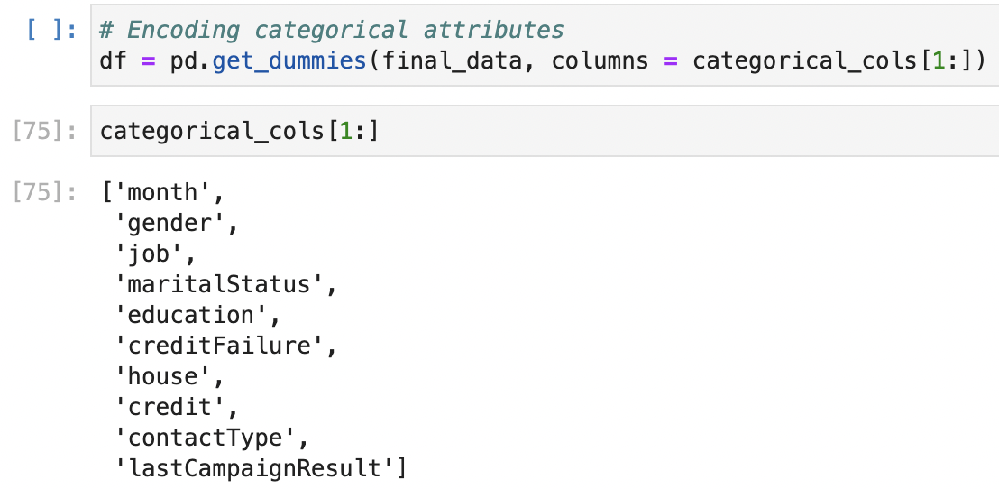 [ ]: # Encoding categorical attributes
df = pd.get_dummies(final_data, columns = categorical_cols[1:])
[75]: categorical_cols[1:]
[75]: ['month',
'gender',
'job',
'maritalStatus',
'education',
'creditFailure',
'house',
'credit',
'contactType',
'lastCampaignResult']